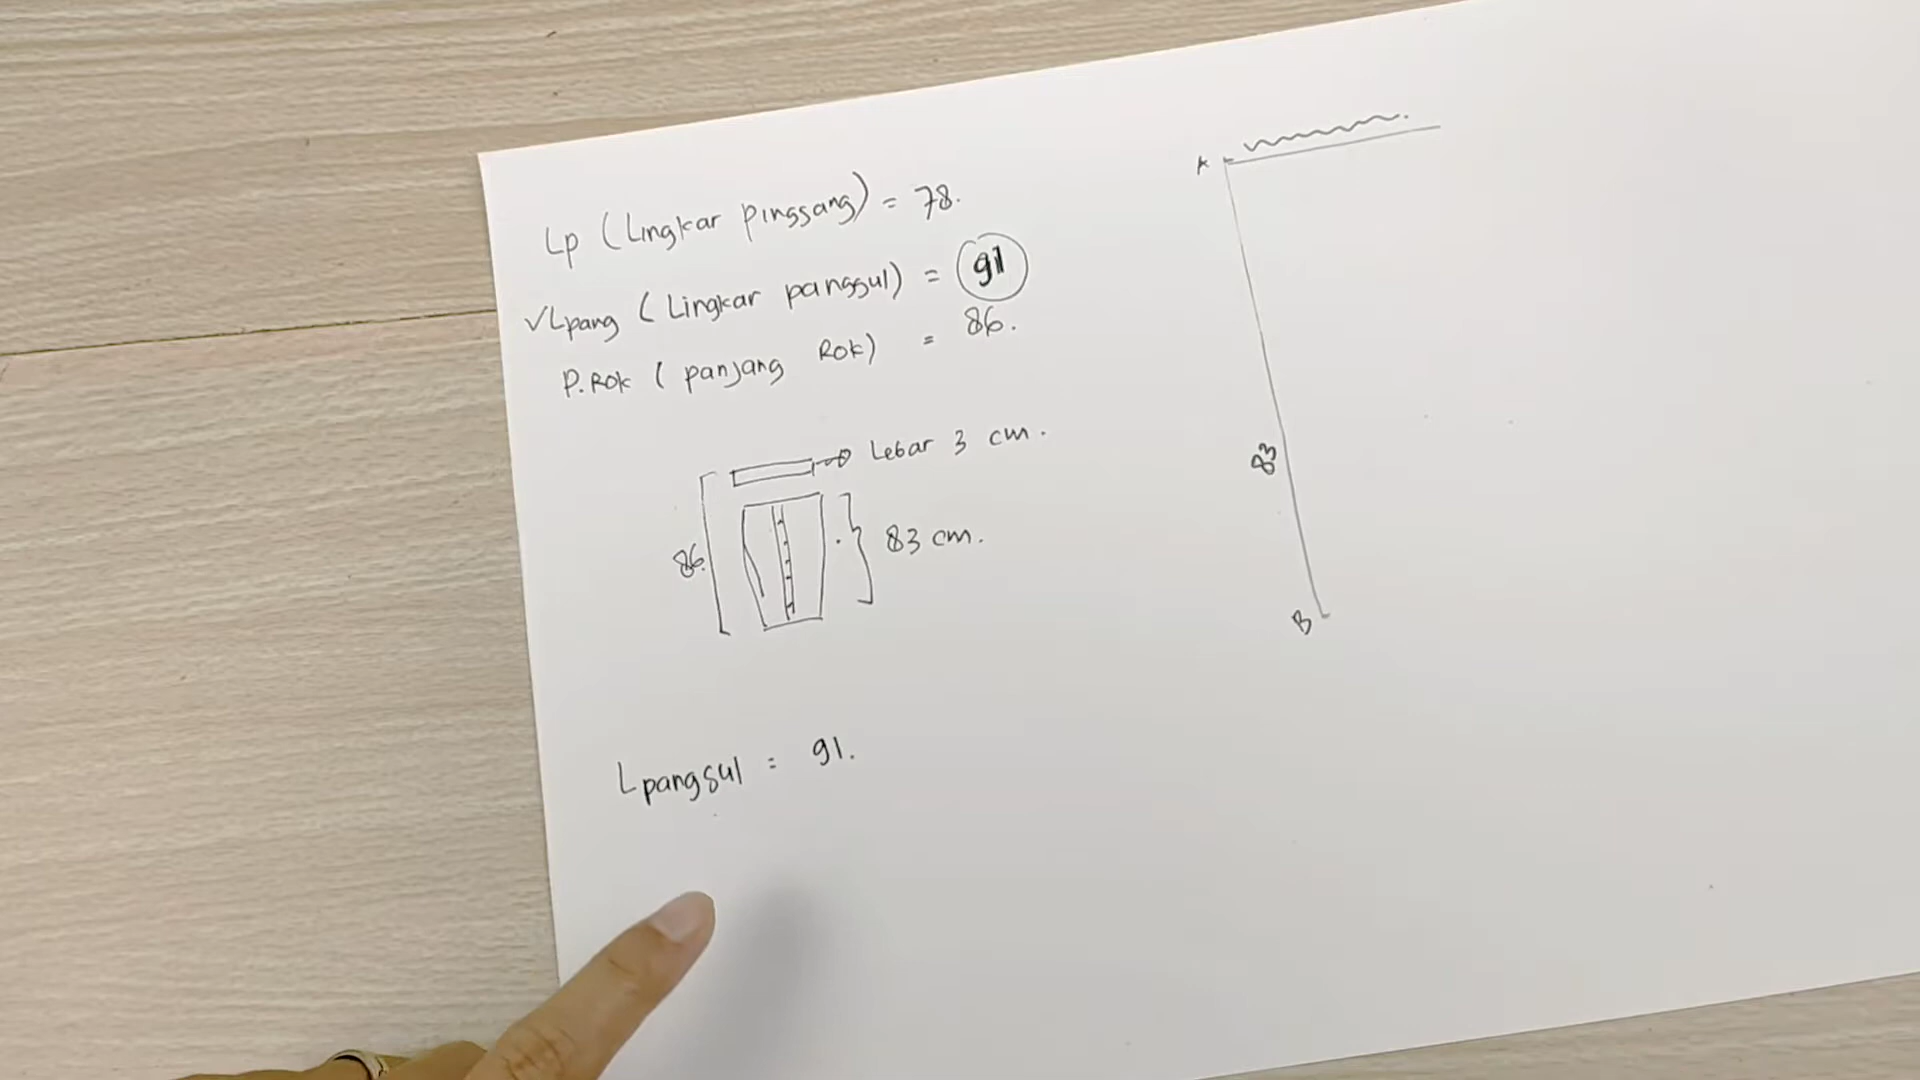 Lp (Lingkar pinggang) = 78.
√Lpang (Lingkar panggul) = 91
P.Rok (panjang Rok) = 86.
Lebar 3 cm.
86.
83 cm.
Lpanggul = 91.
A
83
B